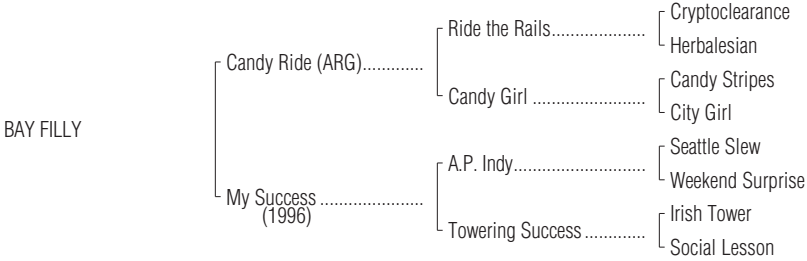 Cryptoclearance
Ride the Rails.....................
Herbalesian
Candy Ride (ARG).............
Candy Stripes
Candy Girl .........................
City Girl
BAY FILLY
Seattle Slew
A.P. Indy.............................
Weekend Surprise
My Success ......................
(1996)
Irish Tower
Towering Success .............
Social Lesson